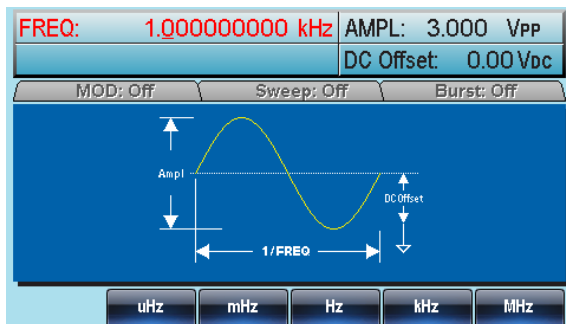 FREQ: 1.000000000 kHz AMPL: 3.000 VPP
DC Offset: 0.00 VDC
MOD: Off Sweep: Off Burst: Off
Ampl
DC Offset
1/FREQ
uHz mHz Hz kHz MHz